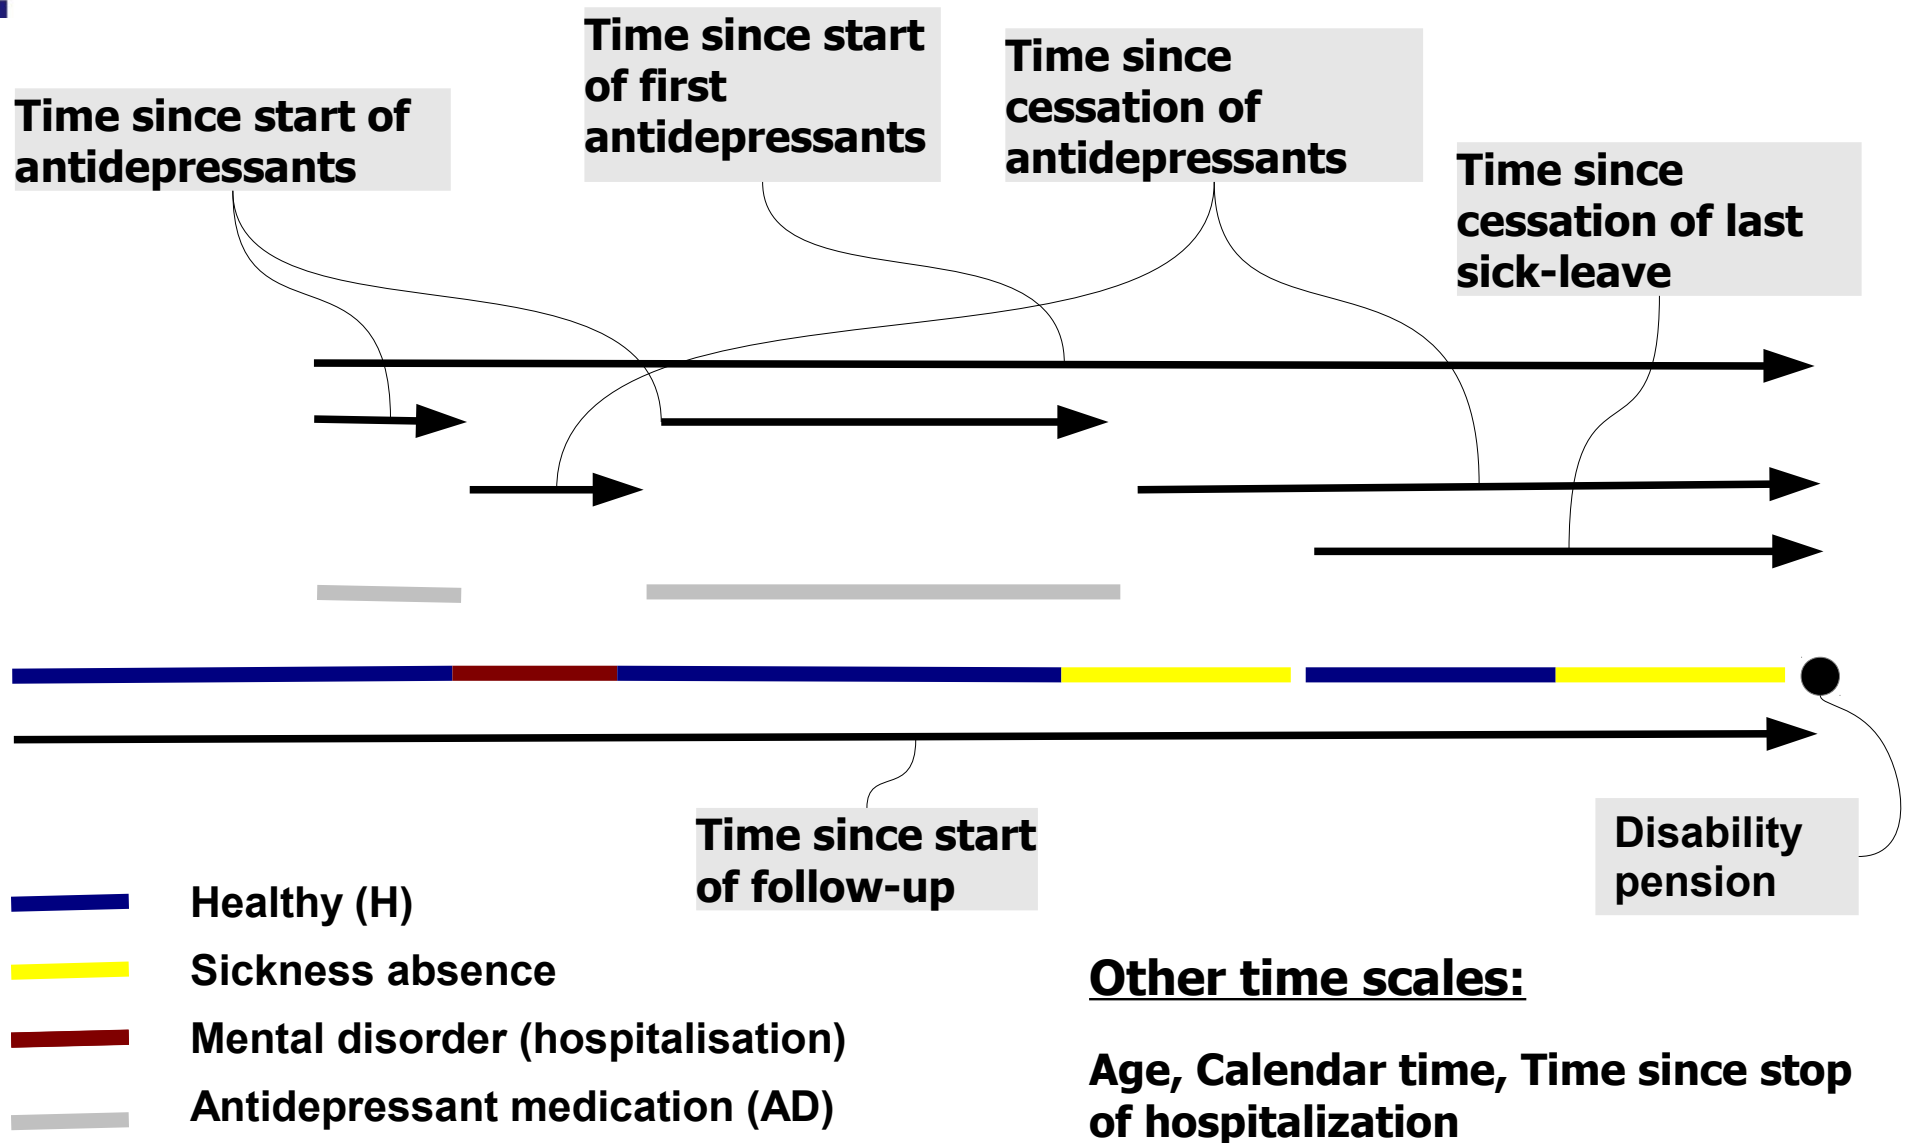 Time since start of
antidepressants
Time since start
of first
antidepressants
Time since
cessation of
antidepressants
Time since
cessation of last
sick-leave
Time since start
of follow-up
Disability
pension
Healthy (H)
Sickness absence
Mental disorder (hospitalisation)
Antidepressant medication (AD)
Other time scales:
Age, Calendar time, Time since stop
of hospitalization